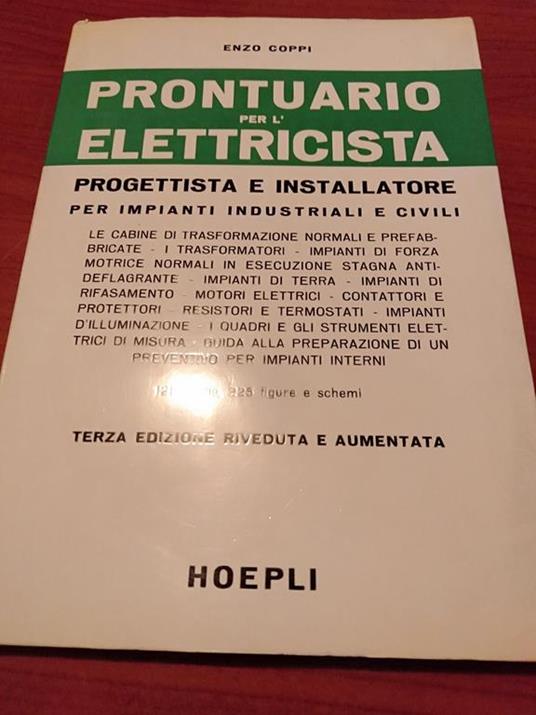 ENZO COPPI
PRONTUARIO
PER L'
ELETTRICISTA
PROGETTISTA E INSTALLATORE
PER IMPIANTI INDUSTRIALI E CIVILI
LE CABINE DI TRASFORMAZIONE NORMALI E PREFAB-
BRICATE - I TRASFORMATORI - IMPIANTI DI FORZA
MOTRICE NORMALI IN ESECUZIONE STAGNA ANTI-
DEFLAGRANTE - IMPIANTI DI TERRA - IMPIANTI DI
RIFASAMENTO - MOTORI ELETTRICI - CONTATTORI E
PROTETTORI - RESISTORI E TERMOSTATI - IMPIANTI
D'ILLUMINAZIONE - I QUADRI E GLI STRUMENTI ELET-
TRICI DI MISURA - GUIDA ALLA PREPARAZIONE DI UN
PREVENTIVO PER IMPIANTI INTERNI
225 figure e schemi
TERZA EDIZIONE RIVEDUTA E AUMENTATA
HOEPLI